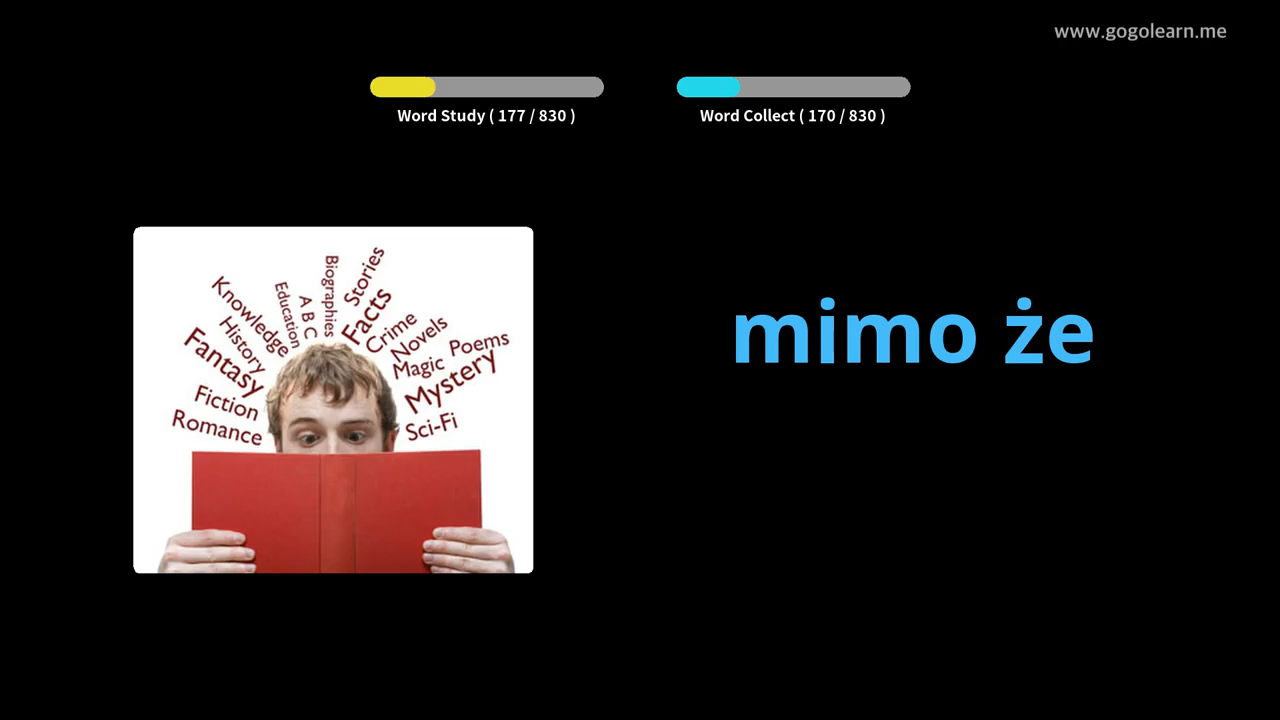 www.gogolearn.me
Word Study ( 177 / 830 )
Word Collect ( 170 / 830 )
Biographies
Stories
Education
A B C
Facts
Knowledge
Crime
History
Novels
Fantasy
Magic
Poems
Mystery
Fiction
Romance
Sci-Fi
mimo że